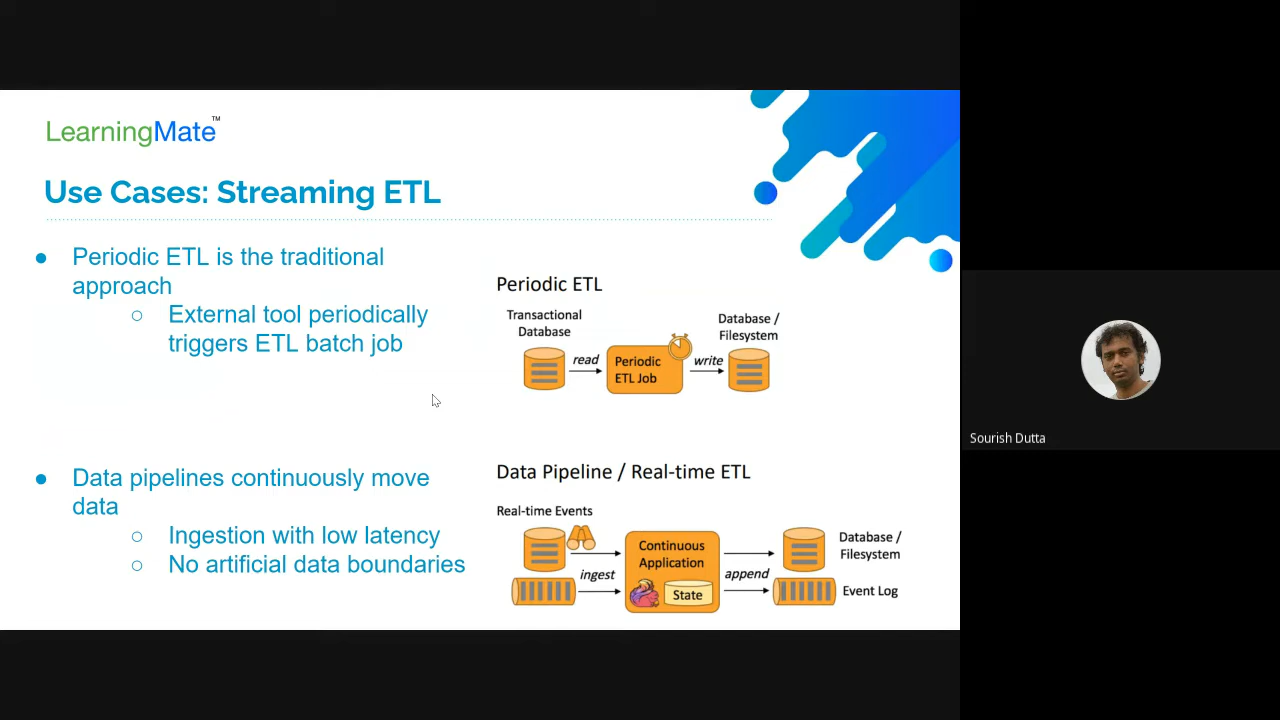 LearningMate™
Use Cases: Streaming ETL
● Periodic ETL is the traditional
approach
○ External tool periodically
triggers ETL batch job
● Data pipelines continuously move
data
○ Ingestion with low latency
○ No artificial data boundaries
Periodic ETL
Transactional
Database
read
Periodic
ETL Job
write
Database /
Filesystem
Data Pipeline / Real-time ETL
Real-time Events
ingest
Continuous
Application
State
append
Database /
Filesystem
Event Log
Sourish Dutta